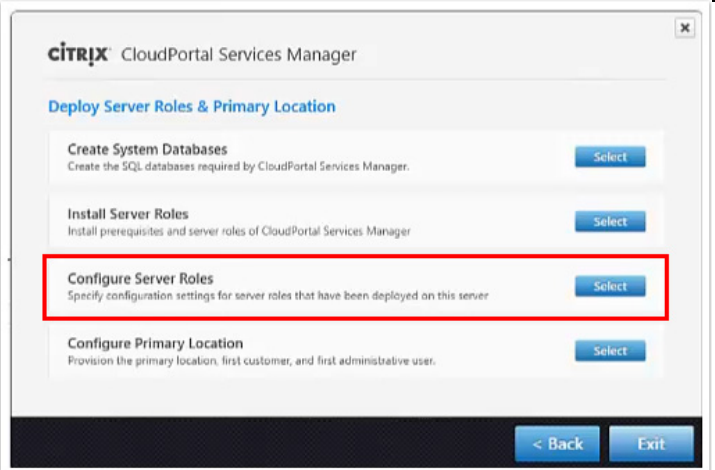 CİTRIX CloudPortal Services Manager
Deploy Server Roles & Primary Location
Create System Databases
Create the SQL databases required by CloudPortal Services Manager.
Select
Install Server Roles
Install prerequisites and server roles of CloudPortal Services Manager
Select
Configure Server Roles
Specify configuration settings for server roles that have been deployed on this server
Select
Configure Primary Location
Provision the primary location, first customer, and first administrative user.
Select
< Back
Exit